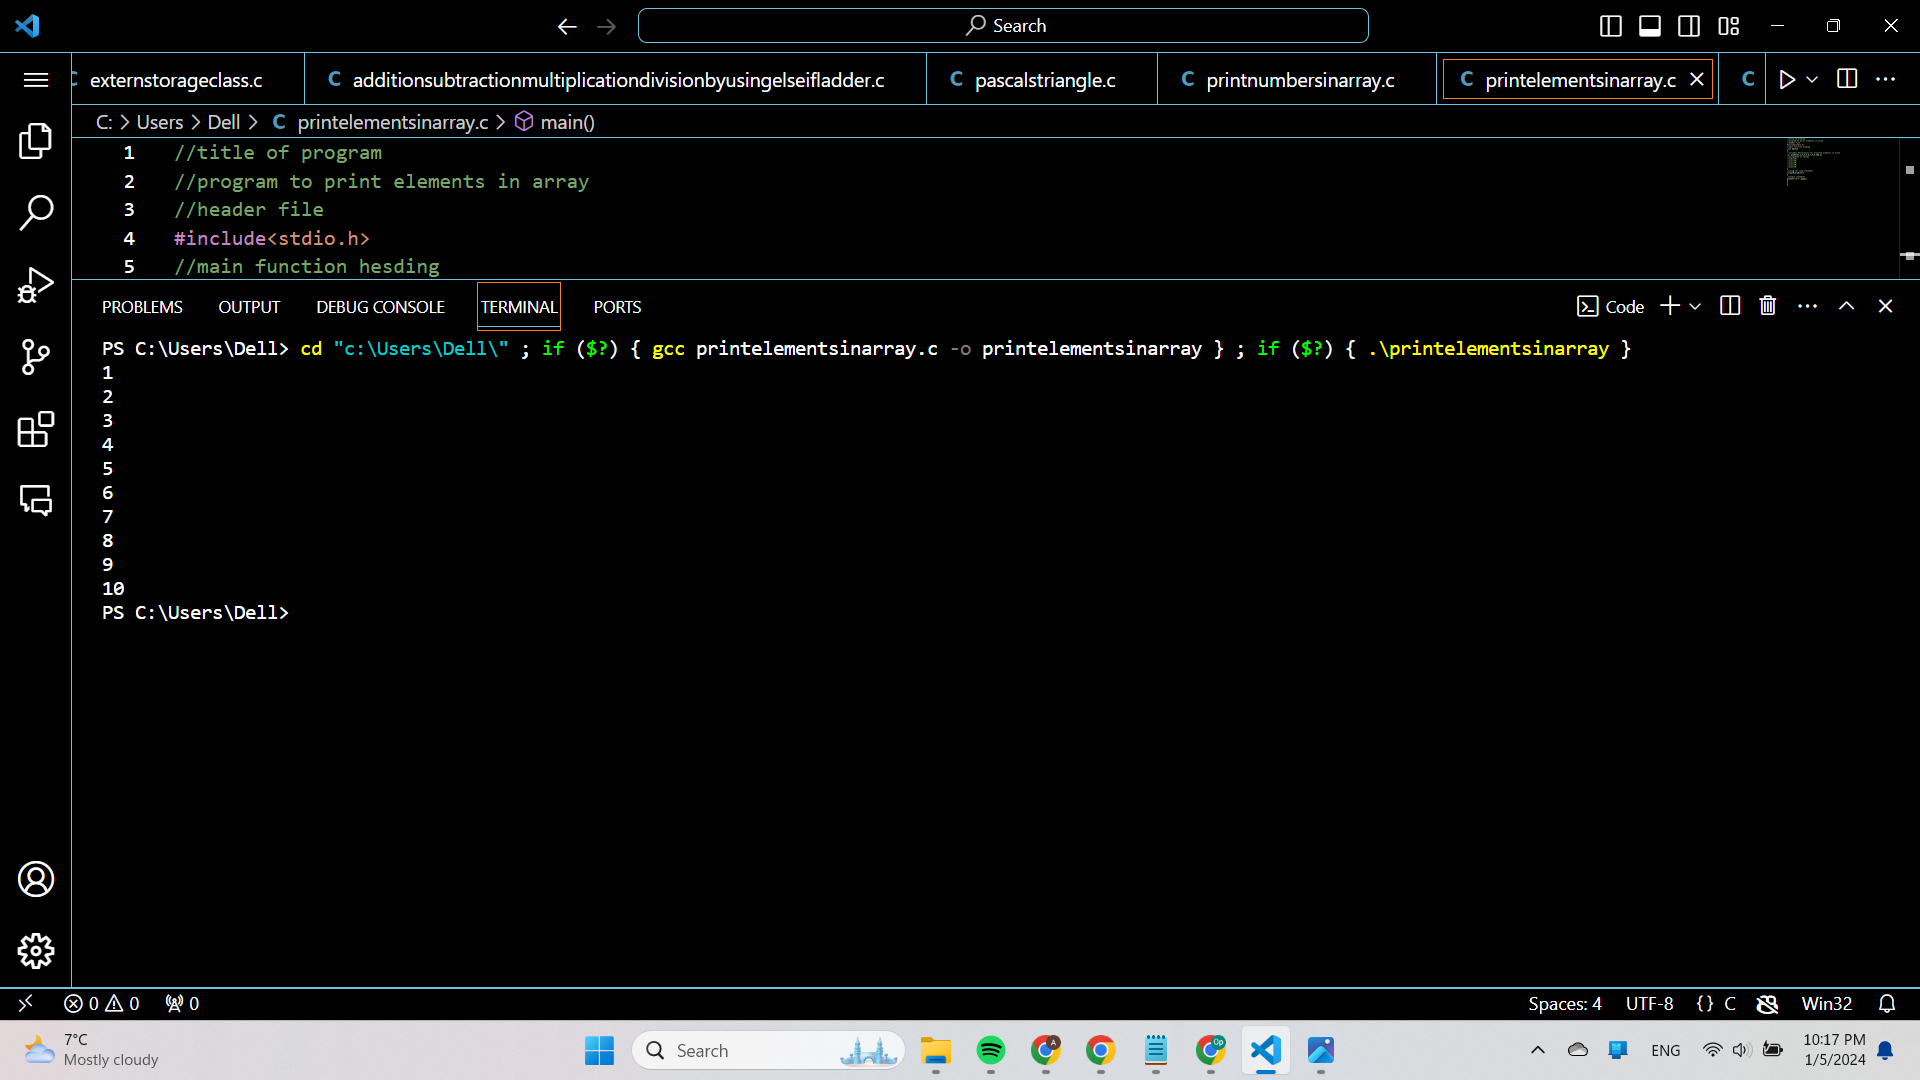 Search
externstorageclass.c
C additionsubtractionmultiplicationdivisionbyusingelseifladder.c
C pascalstriangle.c
C printnumbersinarray.c
C printelementsinarray.c
C
C: > Users > Dell > C printelementsinarray.c > main()
1 //title of program
2 //program to print elements in array
3 //header file
4 #include<stdio.h>
5 //main function hesding
PROBLEMS OUTPUT DEBUG CONSOLE TERMINAL PORTS
Code
PS C:\Users\Dell> cd "c:\Users\Dell\" ; if ($?) { gcc printelementsinarray.c -o printelementsinarray } ; if ($?) { .\printelementsinarray }
1
2
3
4
5
6
7
8
9
10
PS C:\Users\Dell>
0 0 0
Spaces: 4 UTF-8 {} C Win32
7°C
Mostly cloudy
Search
ENG
10:17 PM
1/5/2024